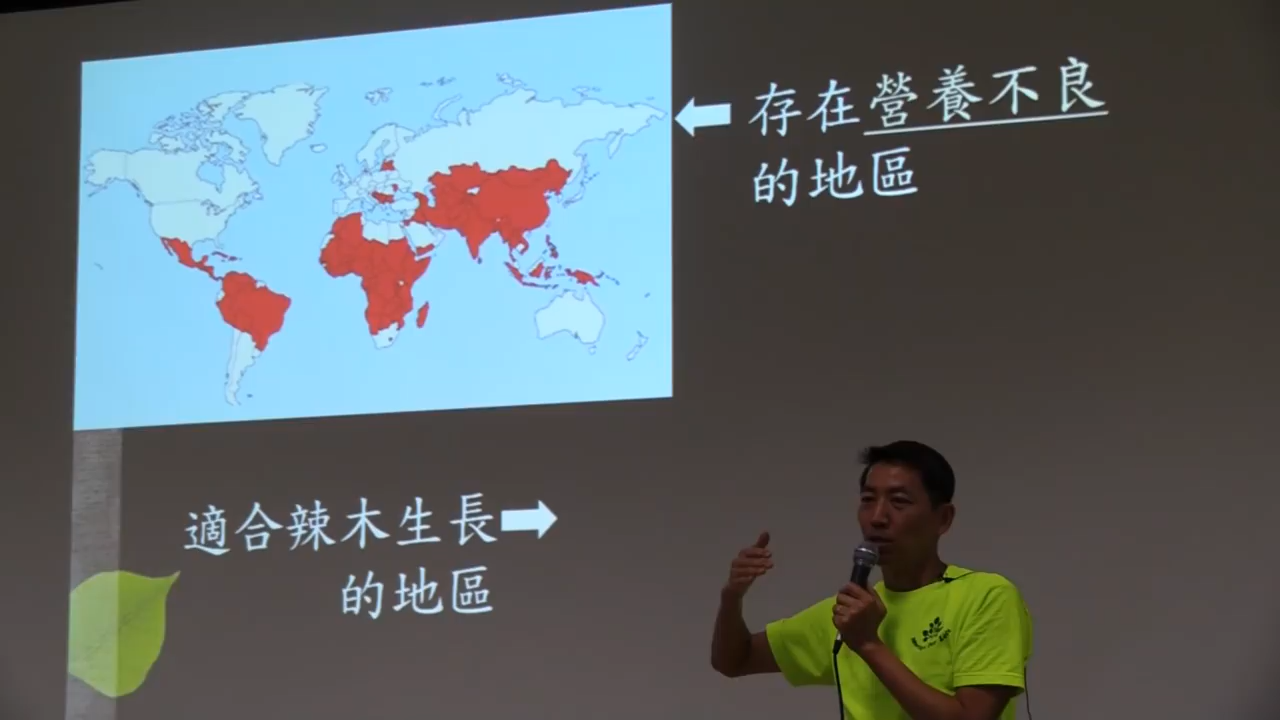 存在營養不良
的地區
適合辣木生長
的地區